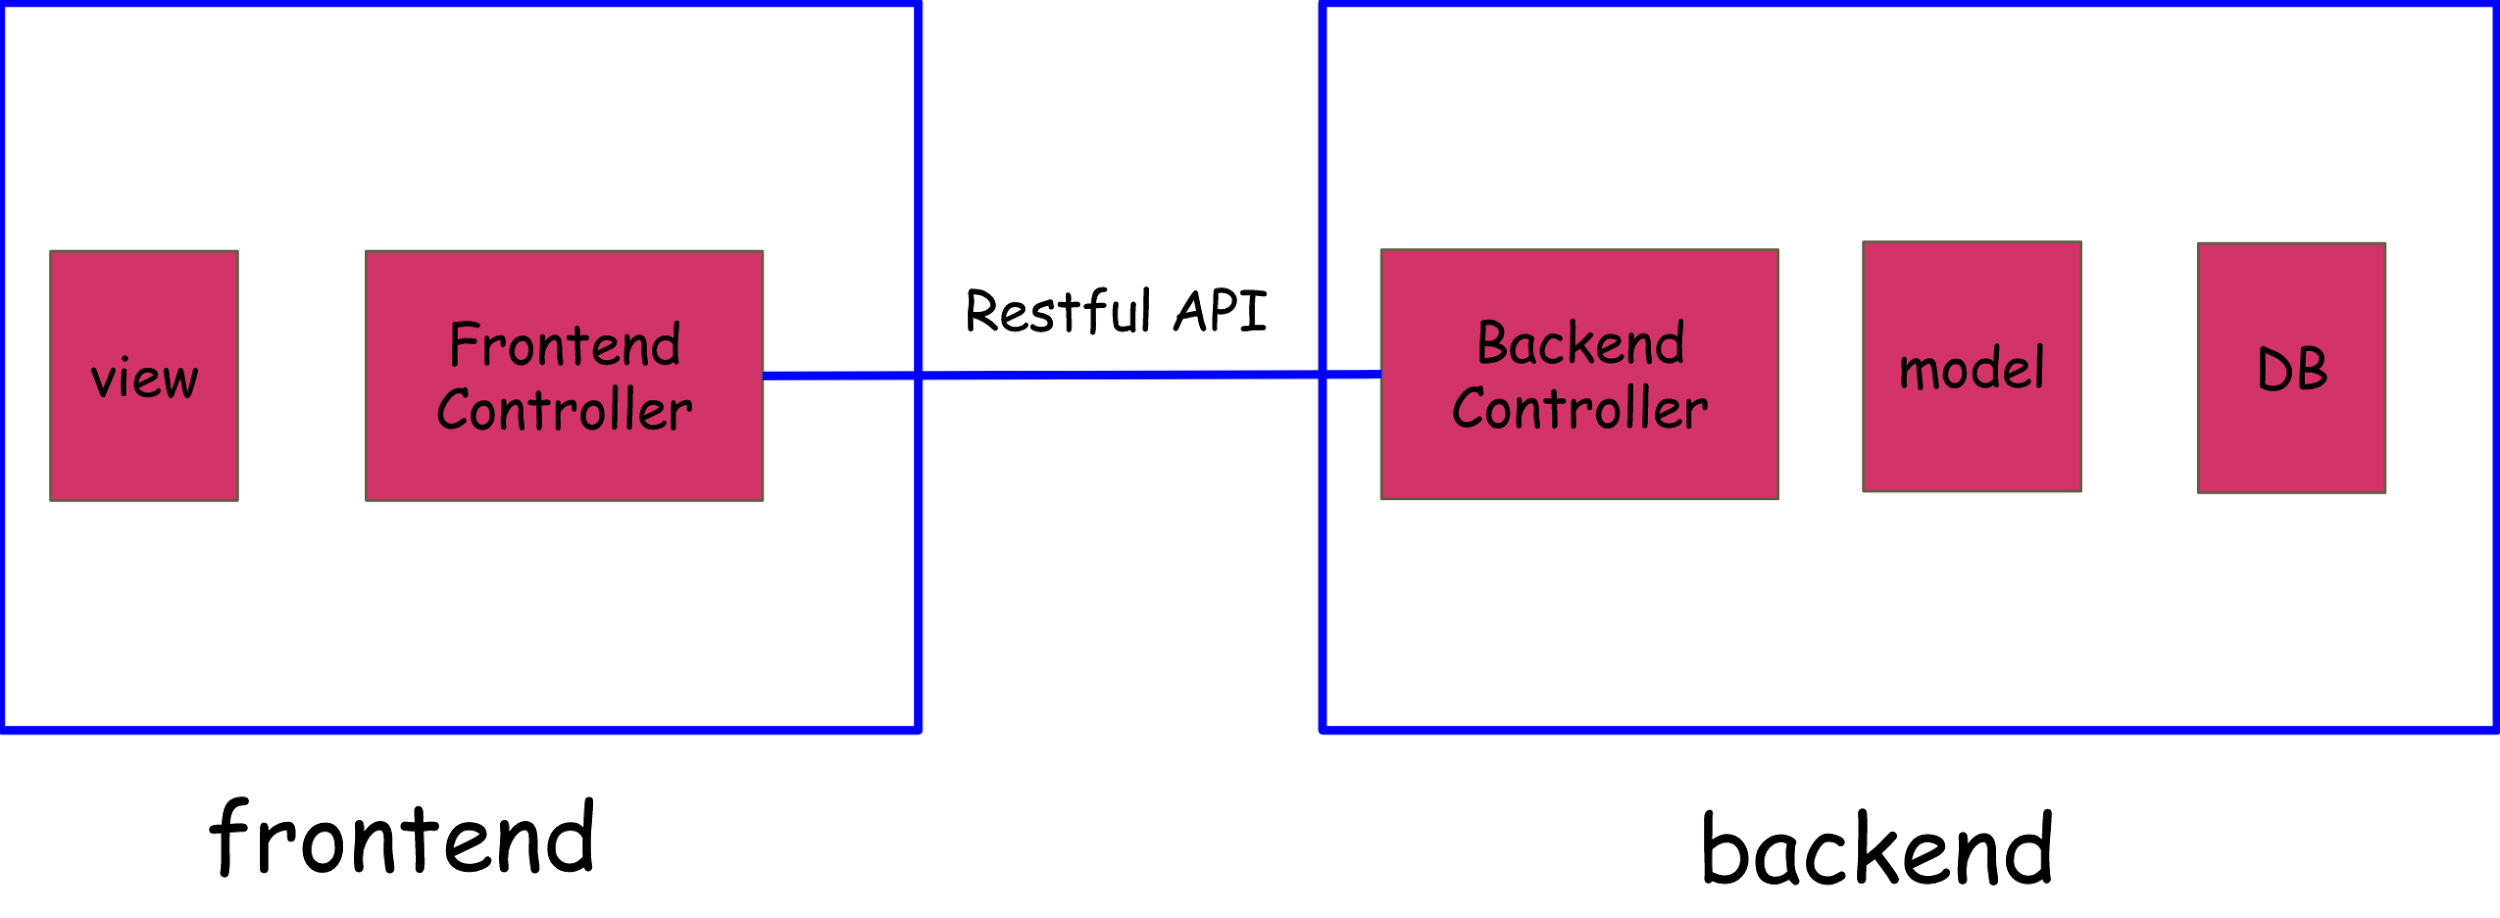 view
Frontend
Controller
Restful API
Backend
Controller
model
DB
frontend
backend